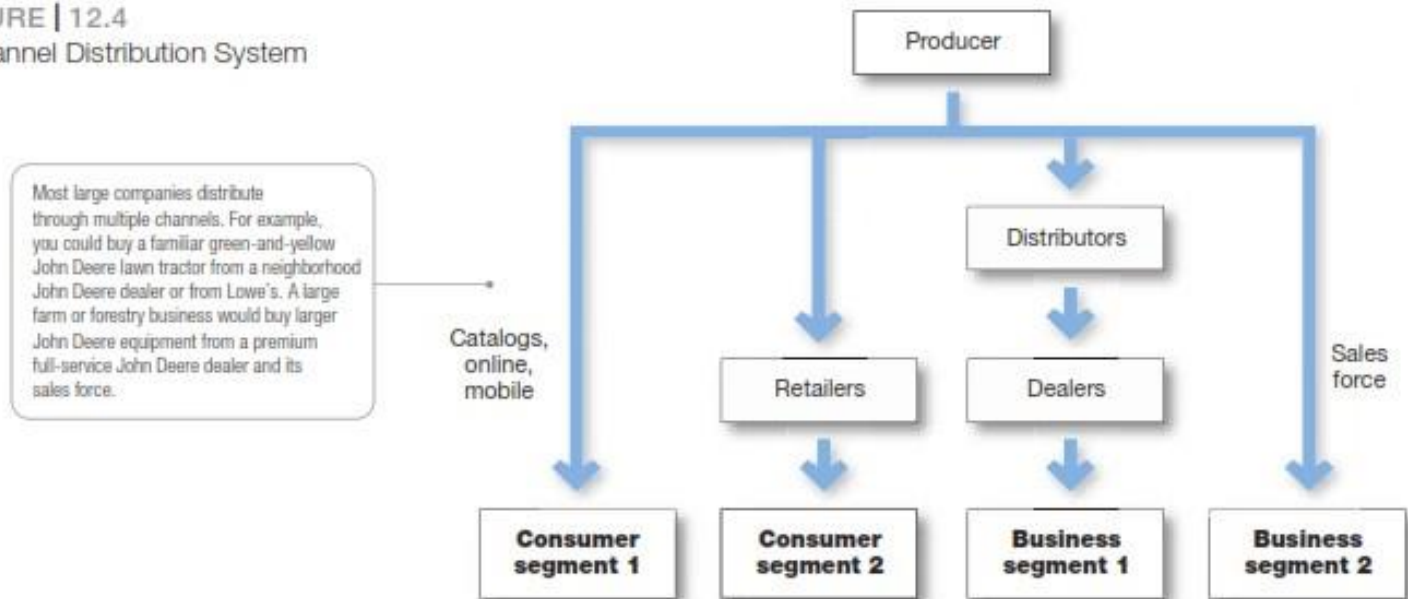 URE | 12.4
annel Distribution System
Producer
Most large companies distribute
through multiple channels. For example,
you could buy a familiar green-and-yellow
John Deere lawn tractor from a neighborhood
John Deere dealer or from Lowe's. A large
farm or forestry business would buy larger
John Deere equipment from a premium
full-service John Deere dealer and its
sales force.
Distributors
Catalogs,
online,
mobile
Retailers
Dealers
Sales
force
Consumer
segment 1
Consumer
segment 2
Business
segment 1
Business
segment 2